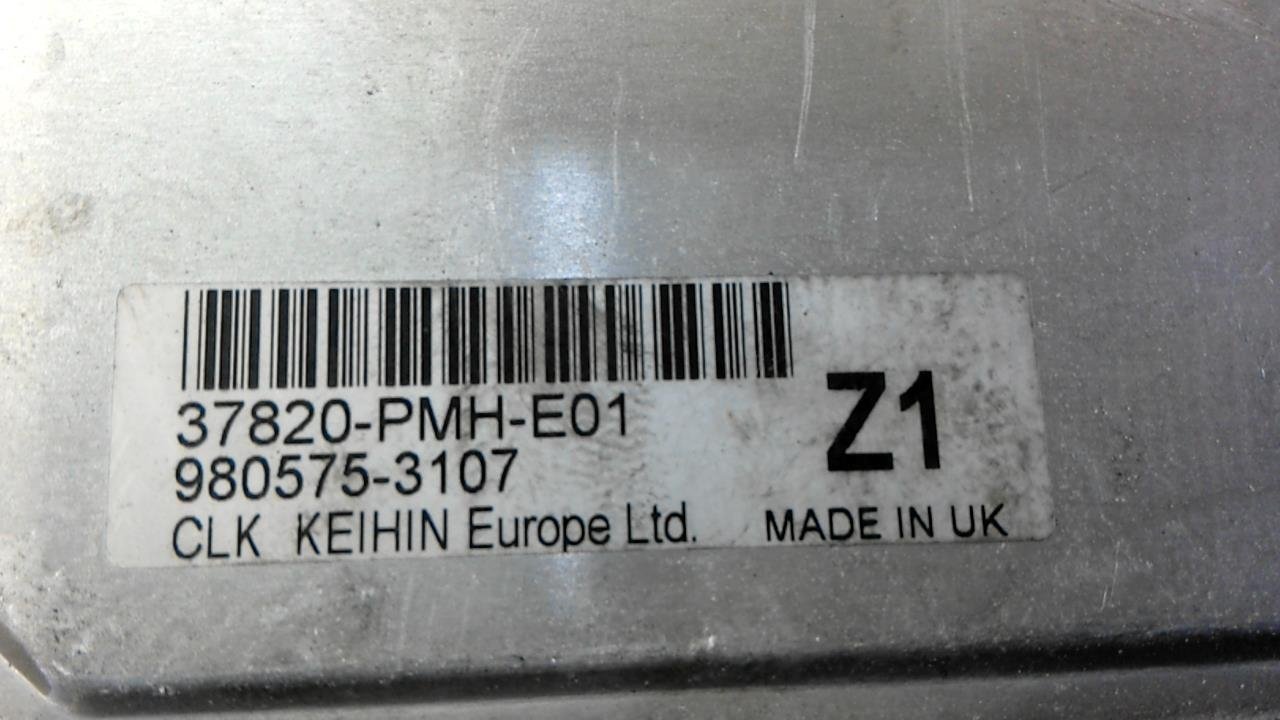 37820-PMH-E01
980575-3107
Z1
CLK KEIHIN Europe Ltd. MADE IN UK